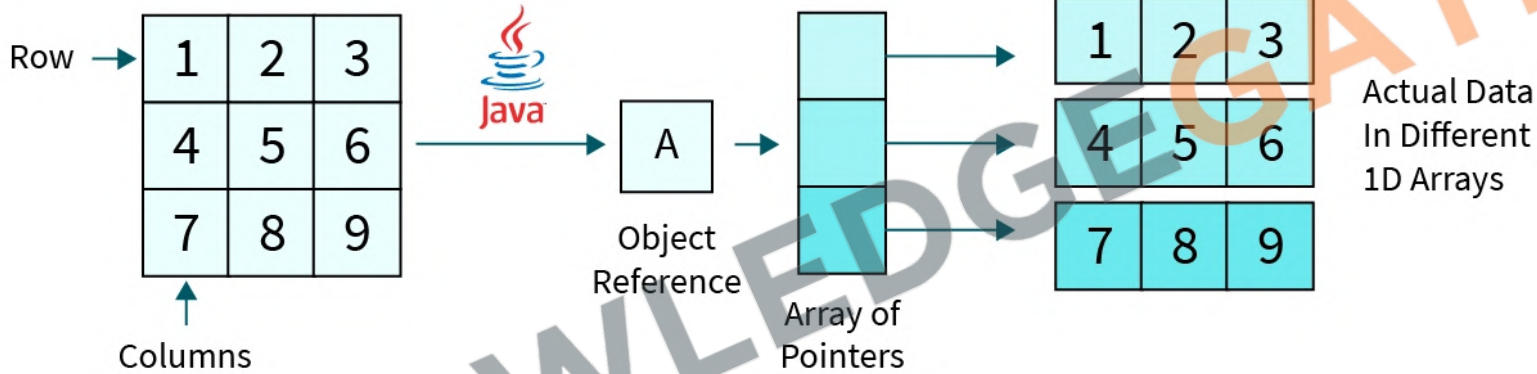 Row
1 2 3
4 5 6
7 8 9
Columns
Java
A
Object
Reference
Array of
Pointers
1 2 3
4 5 6
7 8 9
Actual Data
In Different
1D Arrays
WLEDGEGAT